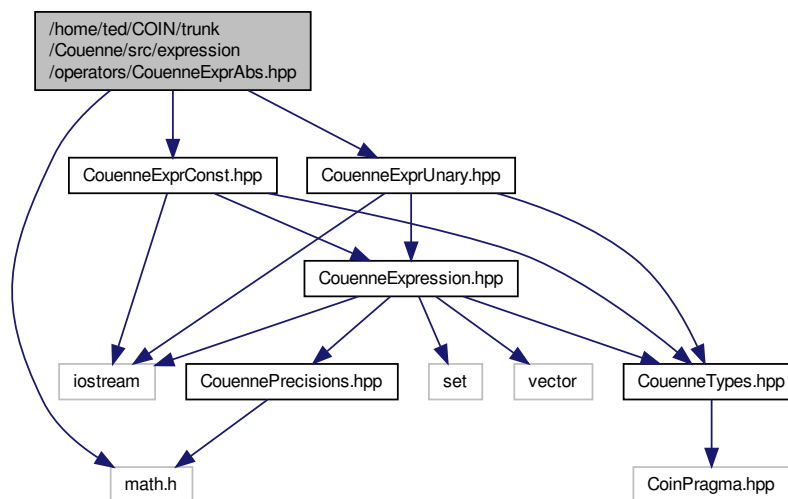 /home/ted/COIN/trunk
/Couenne/src/expression
/operators/CouenneExprAbs.hpp
CouenneExprConst.hpp
CouenneExprUnary.hpp
CouenneExpression.hpp
iostream
CouennePrecisions.hpp
set
vector
CouenneTypes.hpp
math.h
CoinPragma.hpp